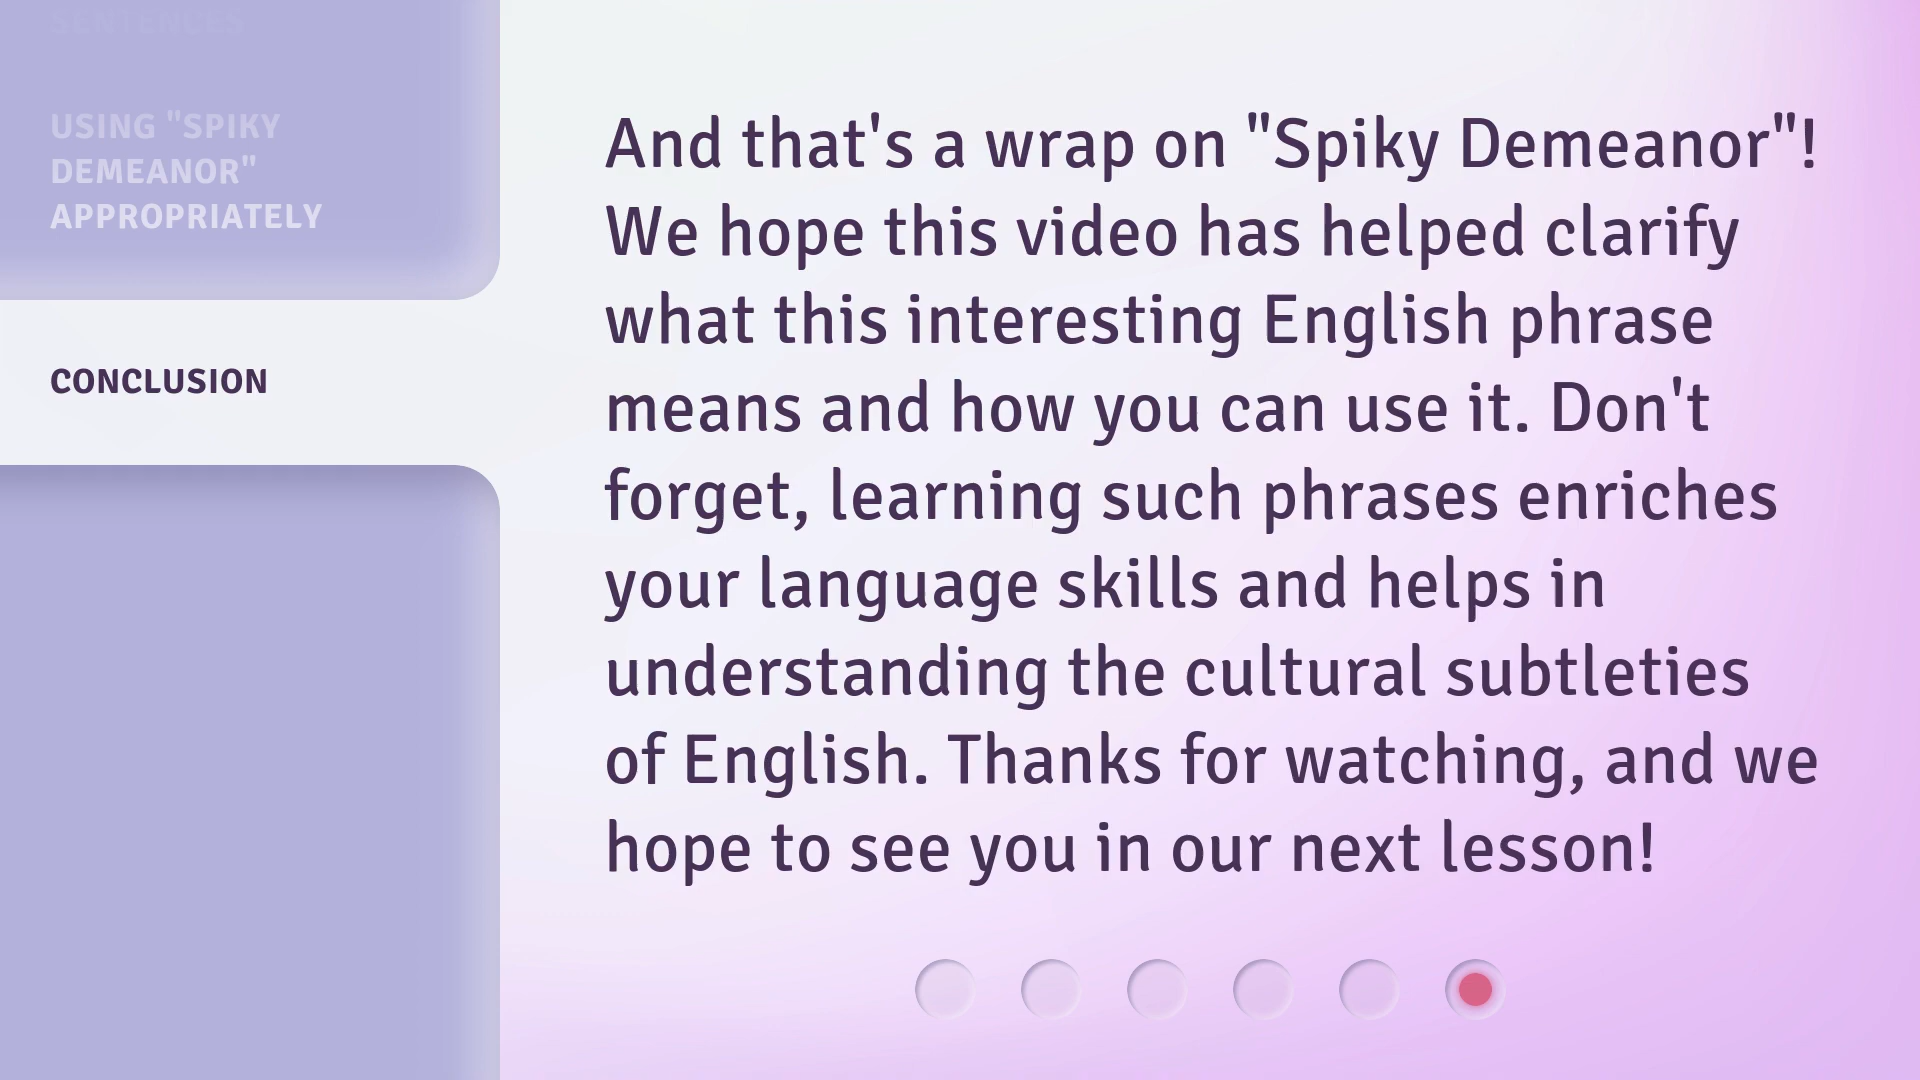 SENTENCES
USING "SPIKY
DEMEANOR"
APPROPRIATELY
CONCLUSION
And that's a wrap on "Spiky Demeanor"!
We hope this video has helped clarify
what this interesting English phrase
means and how you can use it. Don't
forget, learning such phrases enriches
your language skills and helps in
understanding the cultural subtleties
of English. Thanks for watching, and we
hope to see you in our next lesson!